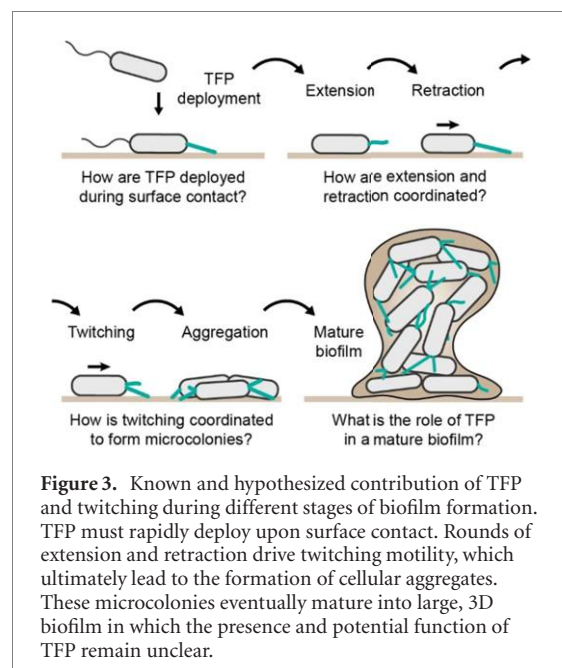 TFP
deployment
Extension
Retraction
How are TFP deployed
during surface contact?
How are extension and
retraction coordinated?
Twitching
Aggregation
Mature
biofilm
How is twitching coordinated
to form microcolonies?
What is the role of TFP
in a mature biofilm?
Figure 3. Known and hypothesized contribution of TFP
and twitching during different stages of biofilm formation.
TFP must rapidly deploy upon surface contact. Rounds of
extension and retraction drive twitching motility, which
ultimately lead to the formation of cellular aggregates.
These microcolonies eventually mature into large, 3D
biofilm in which the presence and potential function of
TFP remain unclear.